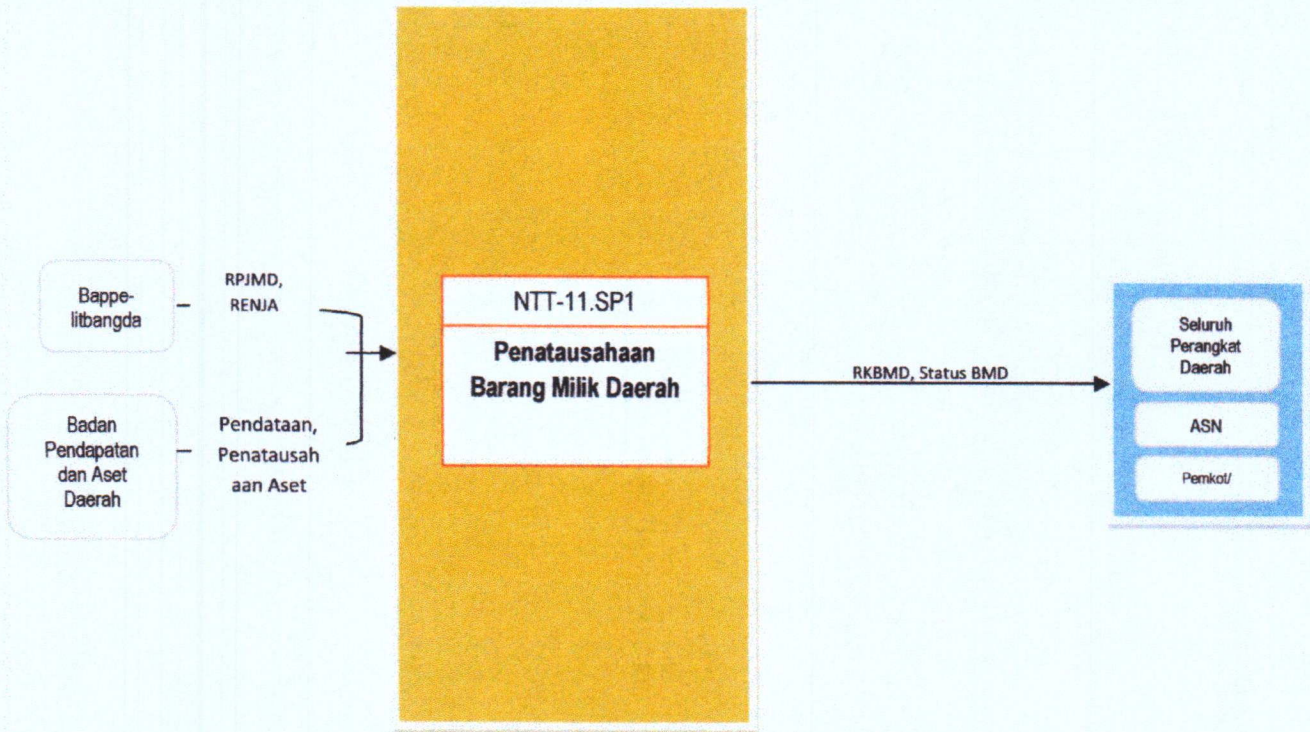 Bappe-
litbangda
RPJMD,
RENJA
Badan
Pendapatan
dan Aset
Daerah
Pendataan,
Penatausah
aan Aset
NTT-11.SP1
Penatausahaan
Barang Milik Daerah
RKBMD, Status BMD
Seluruh
Perangkat
Daerah
ASN
Pemkot/